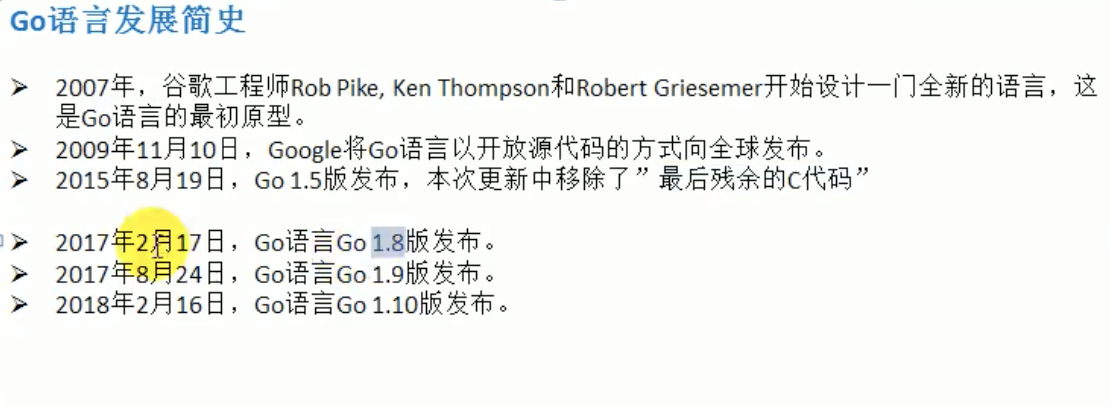 Go语言发展简史
➢ 2007年，谷歌工程师Rob Pike, Ken Thompson和Robert Griesemer开始设计一门全新的语言，这
是Go语言的最初原型。
➢ 2009年11月10日，Google将Go语言以开放源代码的方式向全球发布。
➢ 2015年8月19日，Go 1.5版发布，本次更新中移除了”最后残余的C代码”
➢ 2017年2月17日，Go语言Go 1.8版发布。
➢ 2017年8月24日，Go语言Go 1.9版发布。
➢ 2018年2月16日，Go语言Go 1.10版发布。